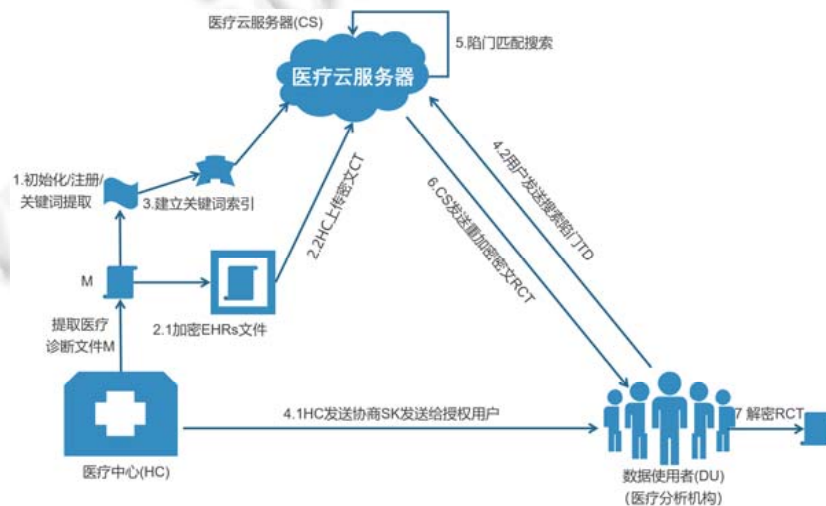 医疗云服务器(CS)
5.陷门匹配搜索
医疗云服务器
1.初始化/注册/
关键词提取
3.建立关键词索引
2.2HC上传密文CT
4.2用户发送搜索陷门TD
6.CS发送重加密密文RCT
M
2.1加密EHRs文件
提取医疗
诊断文件M
4.1HC发送协商SK发送给授权用户
7 解密RCT
医疗中心(HC)
数据使用者(DU)
(医疗分析机构)